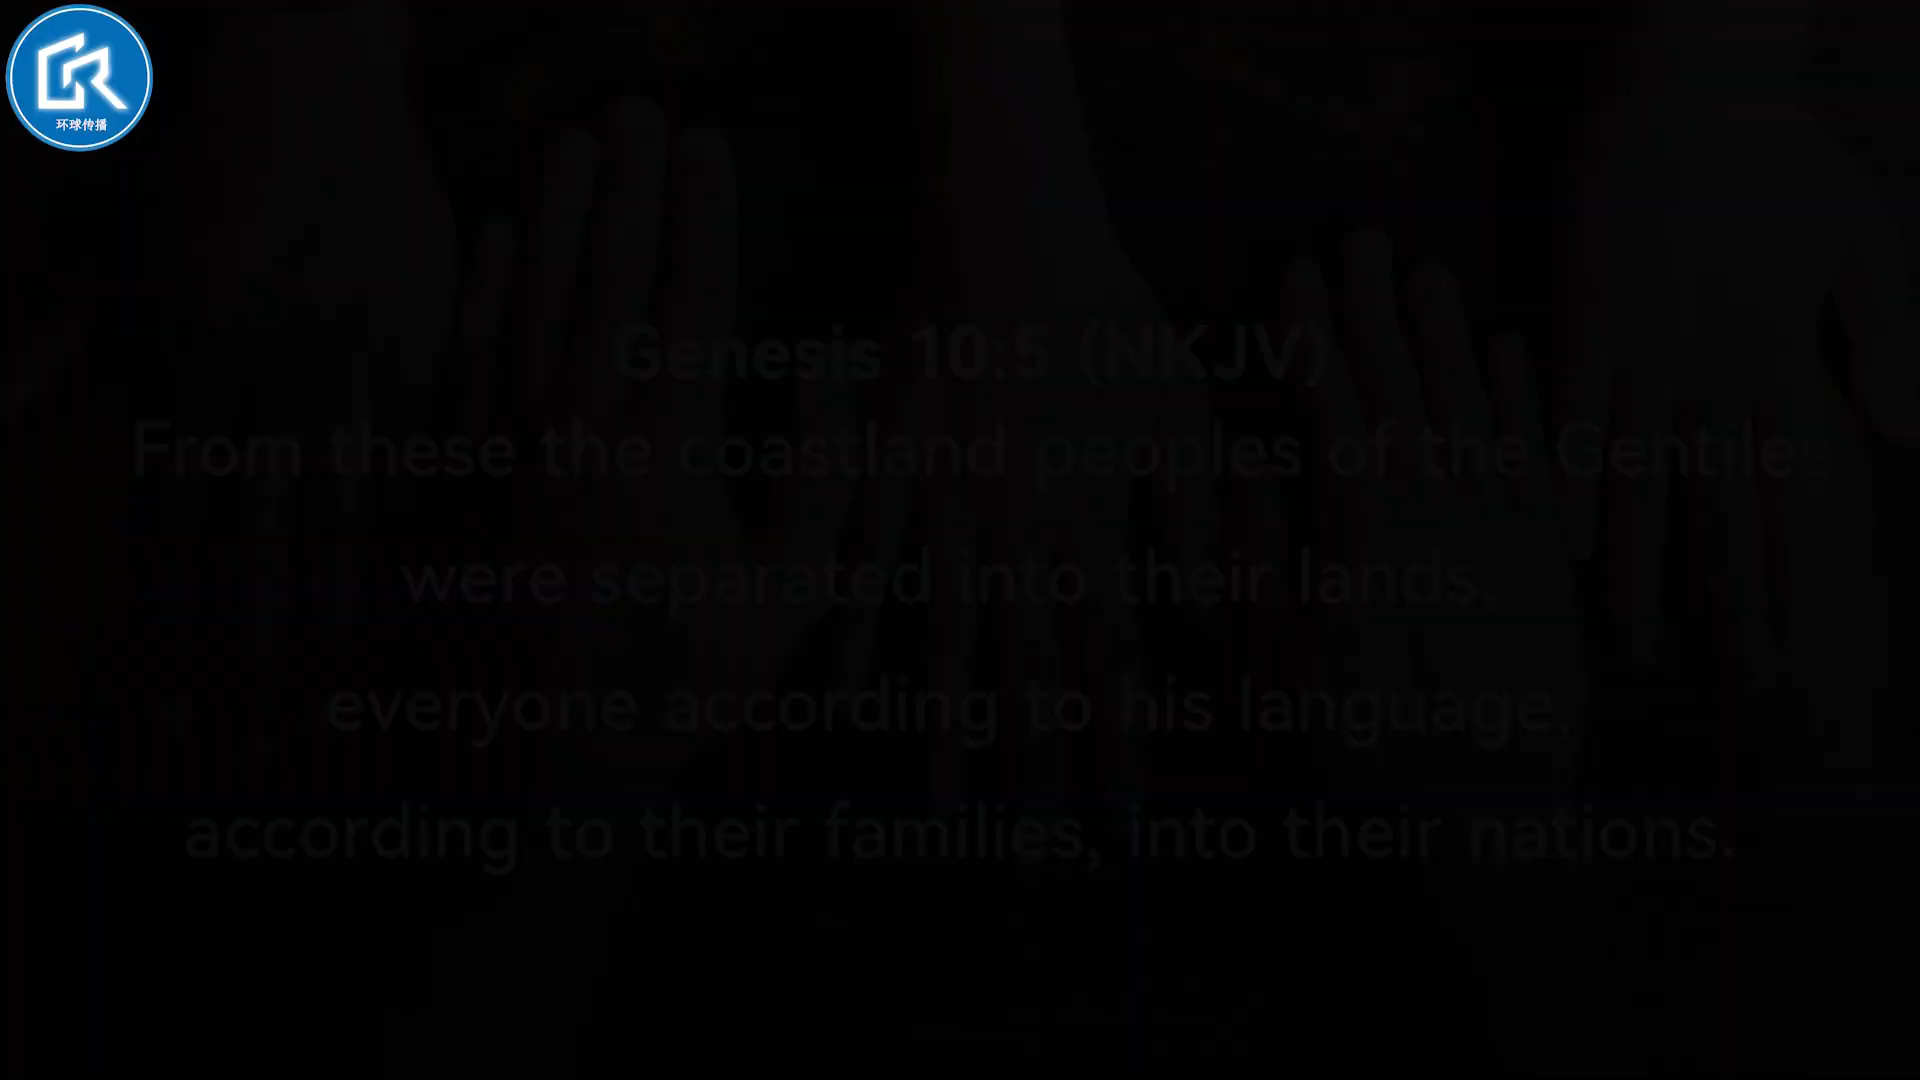 GR
环球传播
Genesis 10:5 (NKJV)
From these the coastland peoples of the Gentiles
were separated into their lands,
everyone according to his language,
according to their families, into their nations.